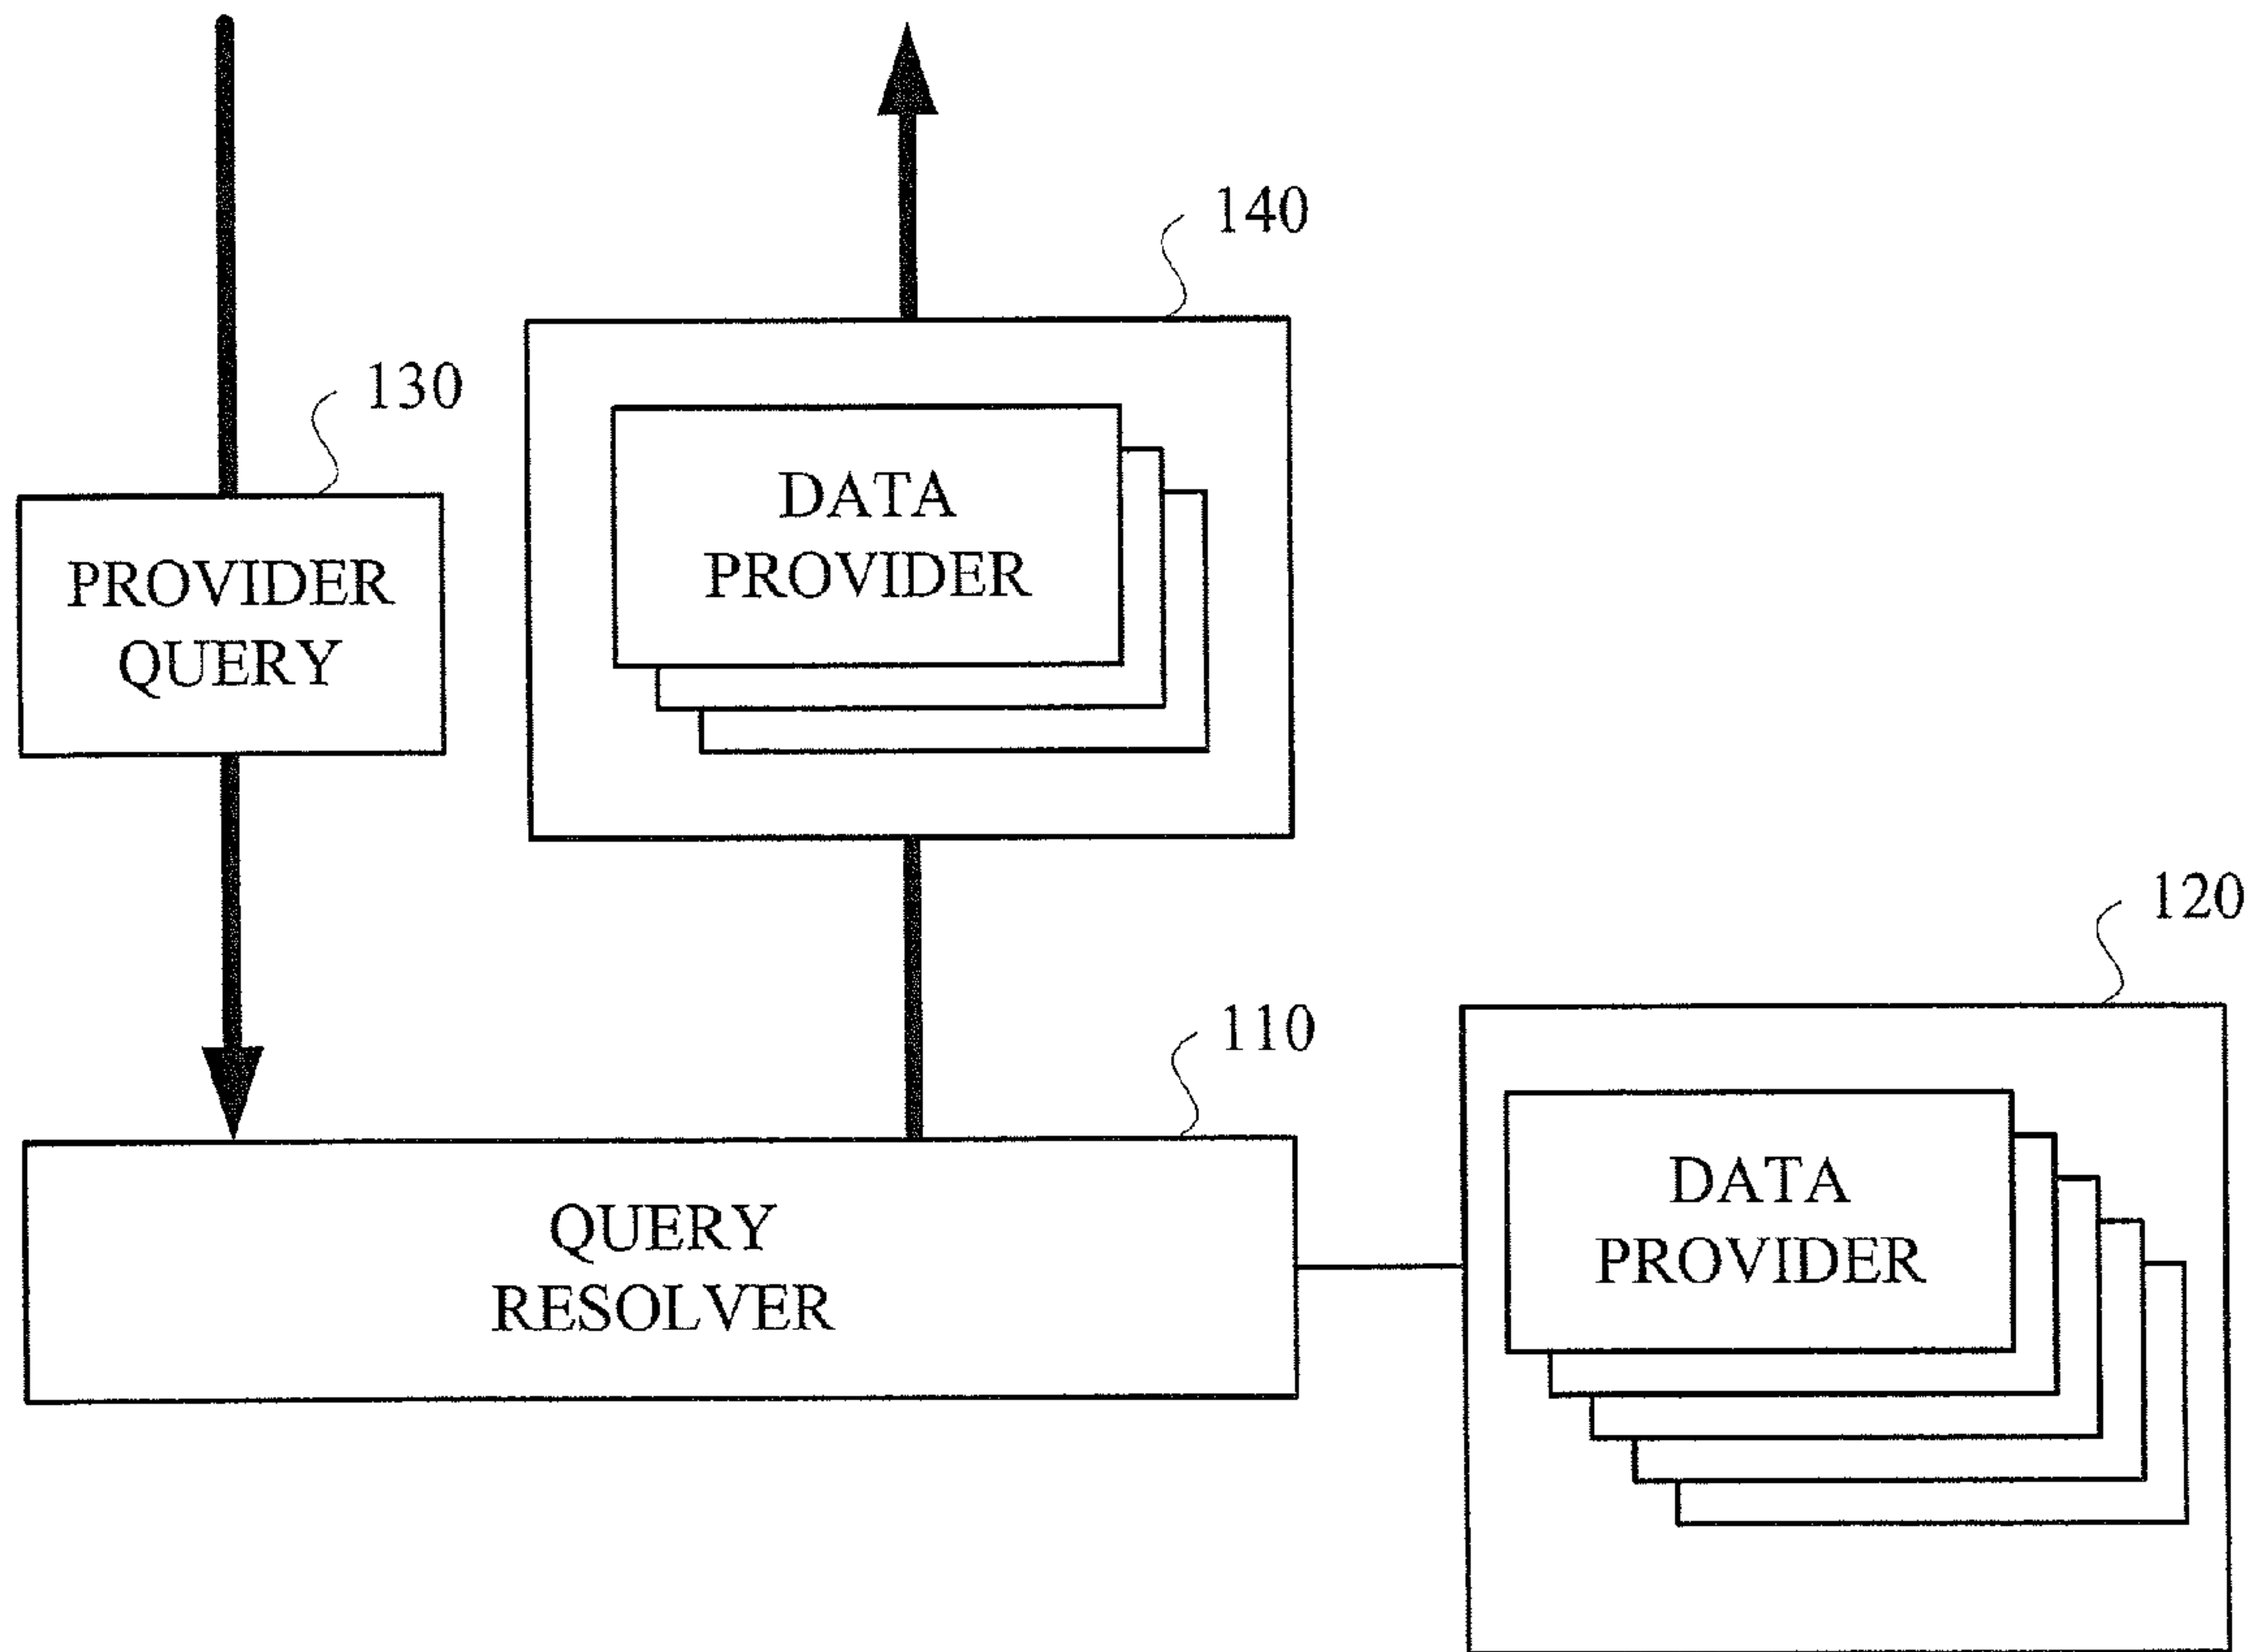 140
130
DATA
PROVIDER
PROVIDER
QUERY
120
110
DATA
PROVIDER
QUERY
RESOLVER